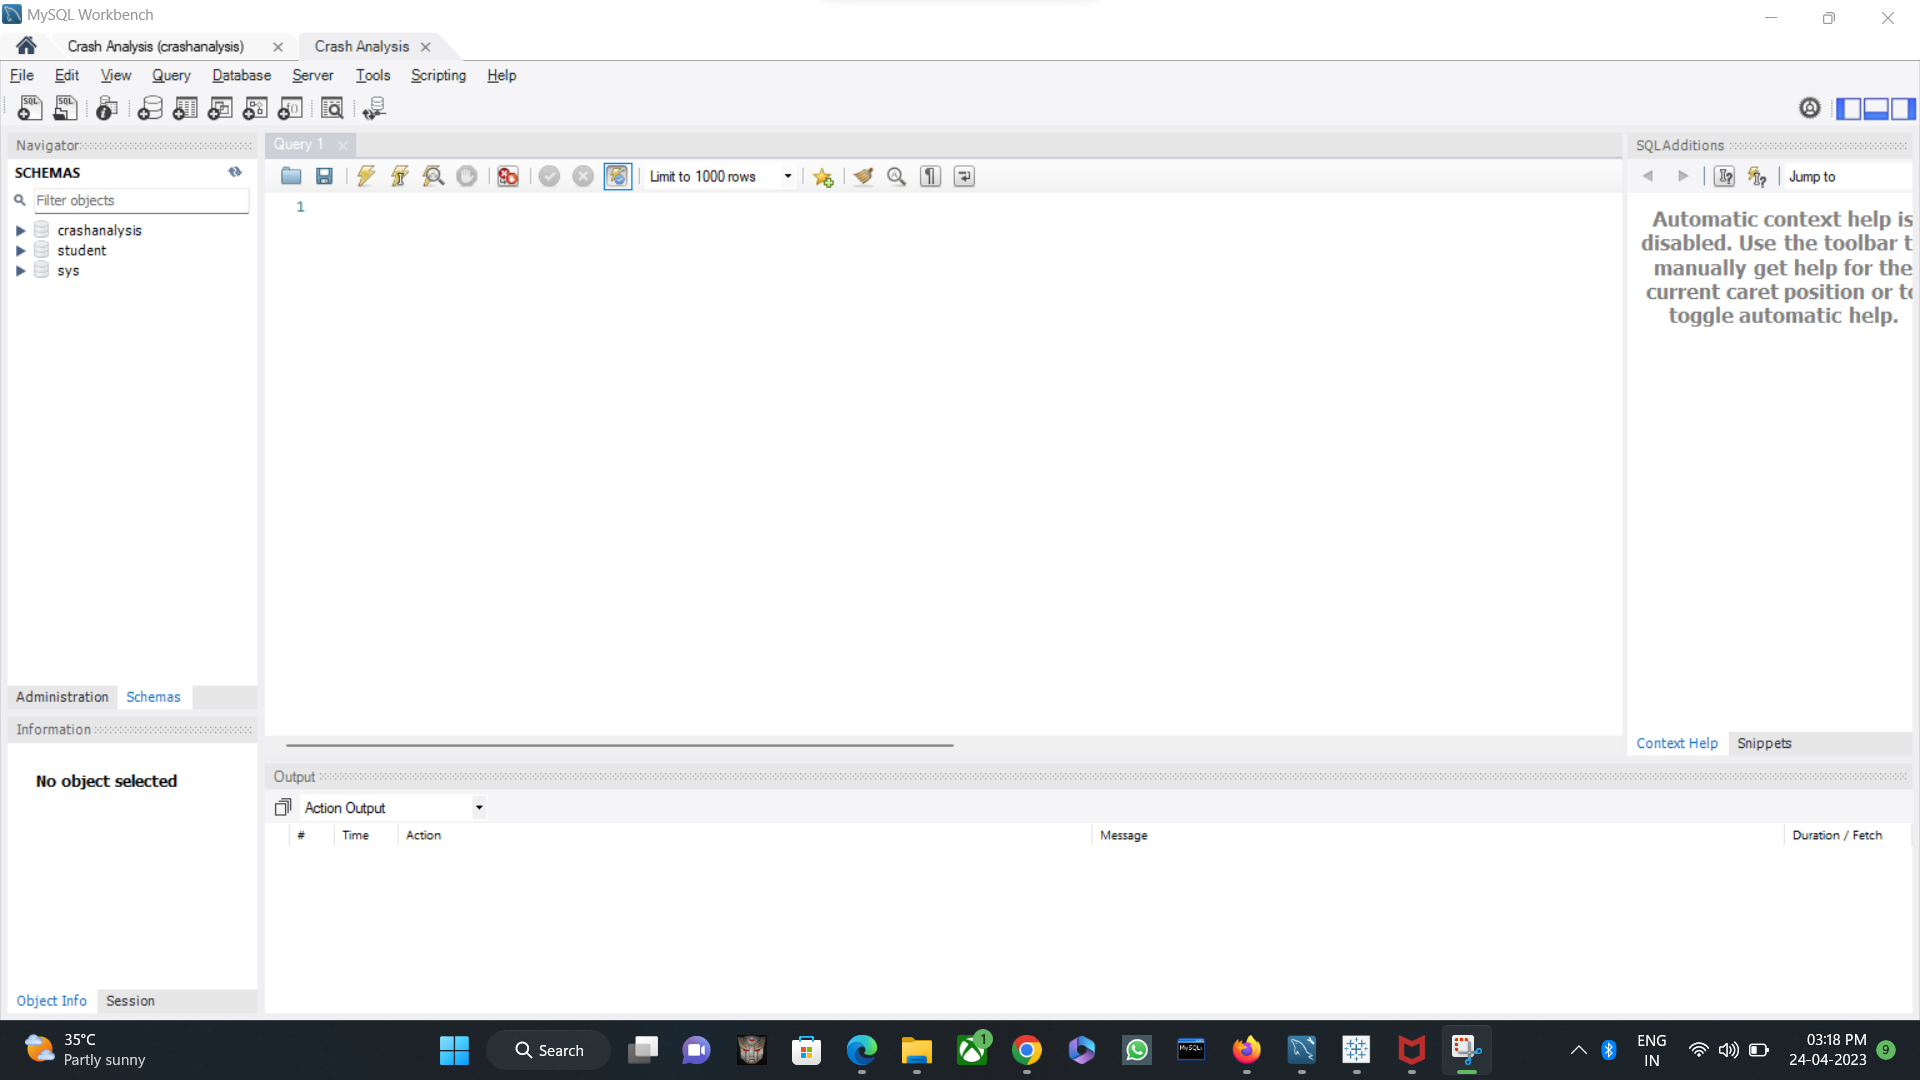 MySQL Workbench
Crash Analysis (crashanalysis)
Crash Analysis
File Edit View Query Database Server Tools Scripting Help
Navigator
SCHEMAS
Filter objects
crashanalysis
student
sys
Administration Schemas
Information
No object selected
Object Info Session
Query 1
Limit to 1000 rows
1
SQLAdditions
Jump to
Automatic context help is
disabled. Use the toolbar t
manually get help for the
current caret position or to
toggle automatic help.
Context Help Snippets
Output
Action Output
# Time Action Message Duration / Fetch
35°C
Partly sunny
Search
1
MySQL
ENG
IN
03:18 PM
24-04-2023
9